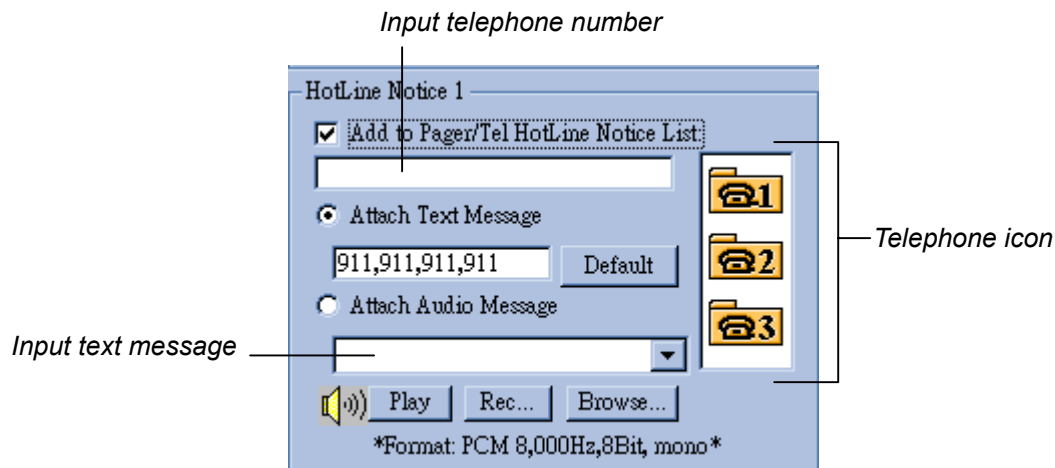 Input telephone number
HotLine Notice 1
Add to Pager/Tel HotLine Notice List:
1
Attach Text Message
Telephone icon
911,911,911,911
Default
2
Attach Audio Message
3
Input text message
Play
Rec...
Browse...
*Format: PCM 8,000Hz,8Bit, mono*